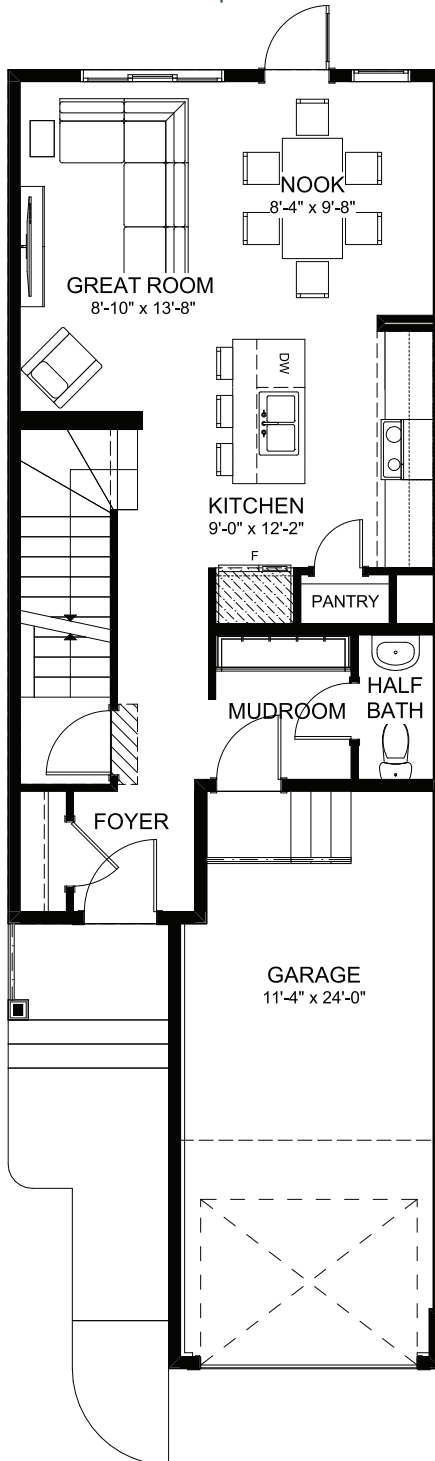 NOOK
8'-4" x 9'-8"
GREAT ROOM
8'-10" x 13'-8"
DW
KITCHEN
9'-0" x 12'-2"
F
PANTRY
HALF
BATH
MUDROOM
FOYER
GARAGE
11'-4" x 24'-0"